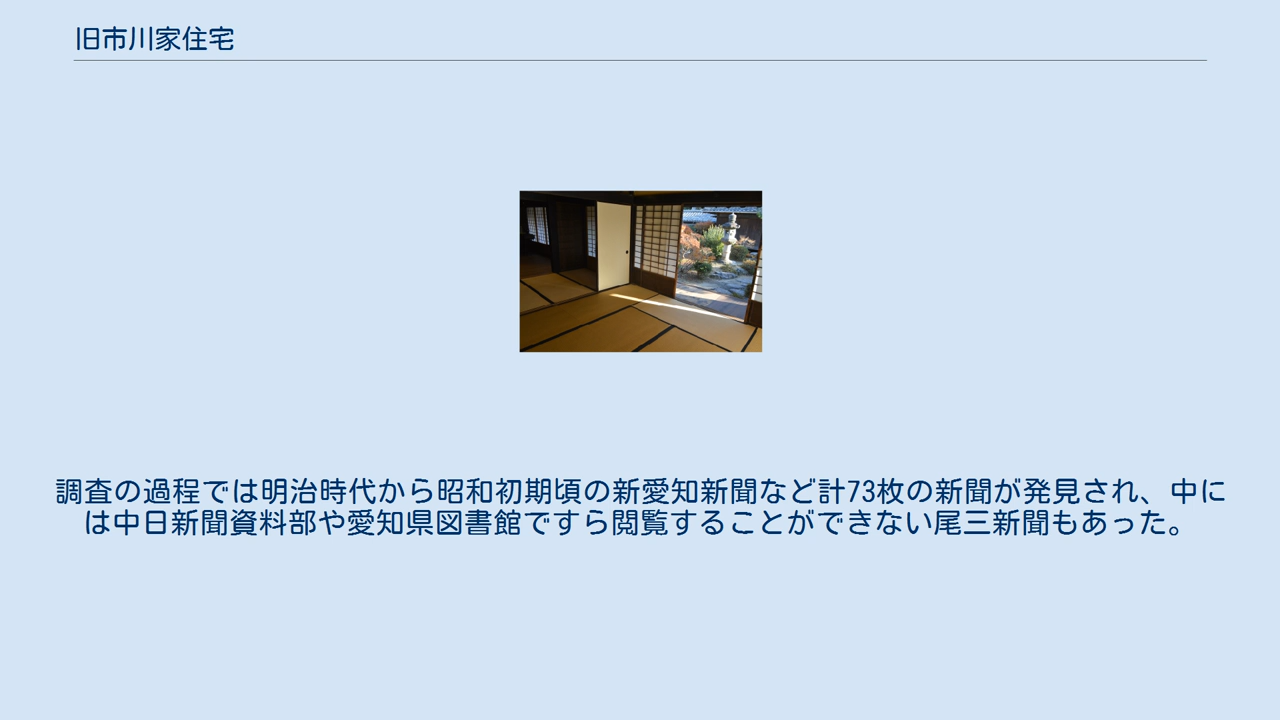 旧市川家住宅
調査の過程では明治時代から昭和初期頃の新愛知新聞など計73枚の新聞が発見され、中に
は中日新聞資料部や愛知県図書館ですら閲覧することができない尾三新聞もあった。